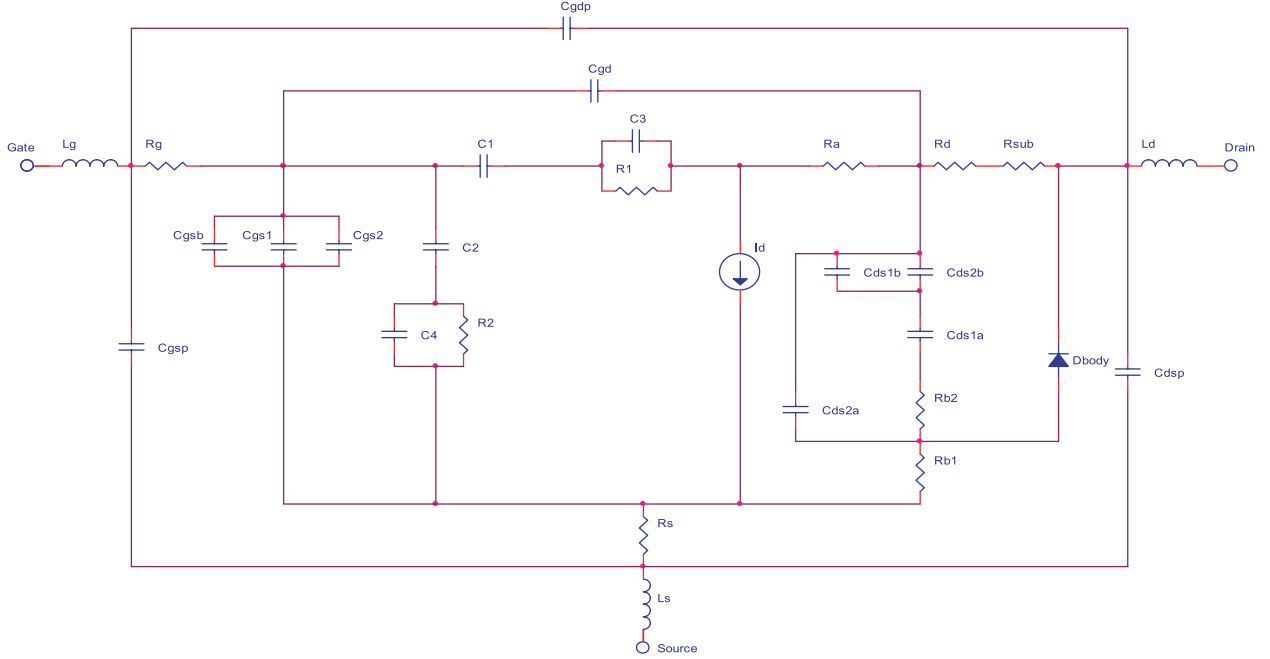 Cgdp
Cgd
Gate
Lg
Rg
C1
C3
R1
Ra
Rd
Rsub
Ld
Drain
Cgsb
Cgs1
Cgs2
C2
Id
Cds1b
Cds2b
C4
R2
Cds1a
Cgsp
Dbody
Cdsp
Cds2a
Rb2
Rb1
Rs
Ls
Source